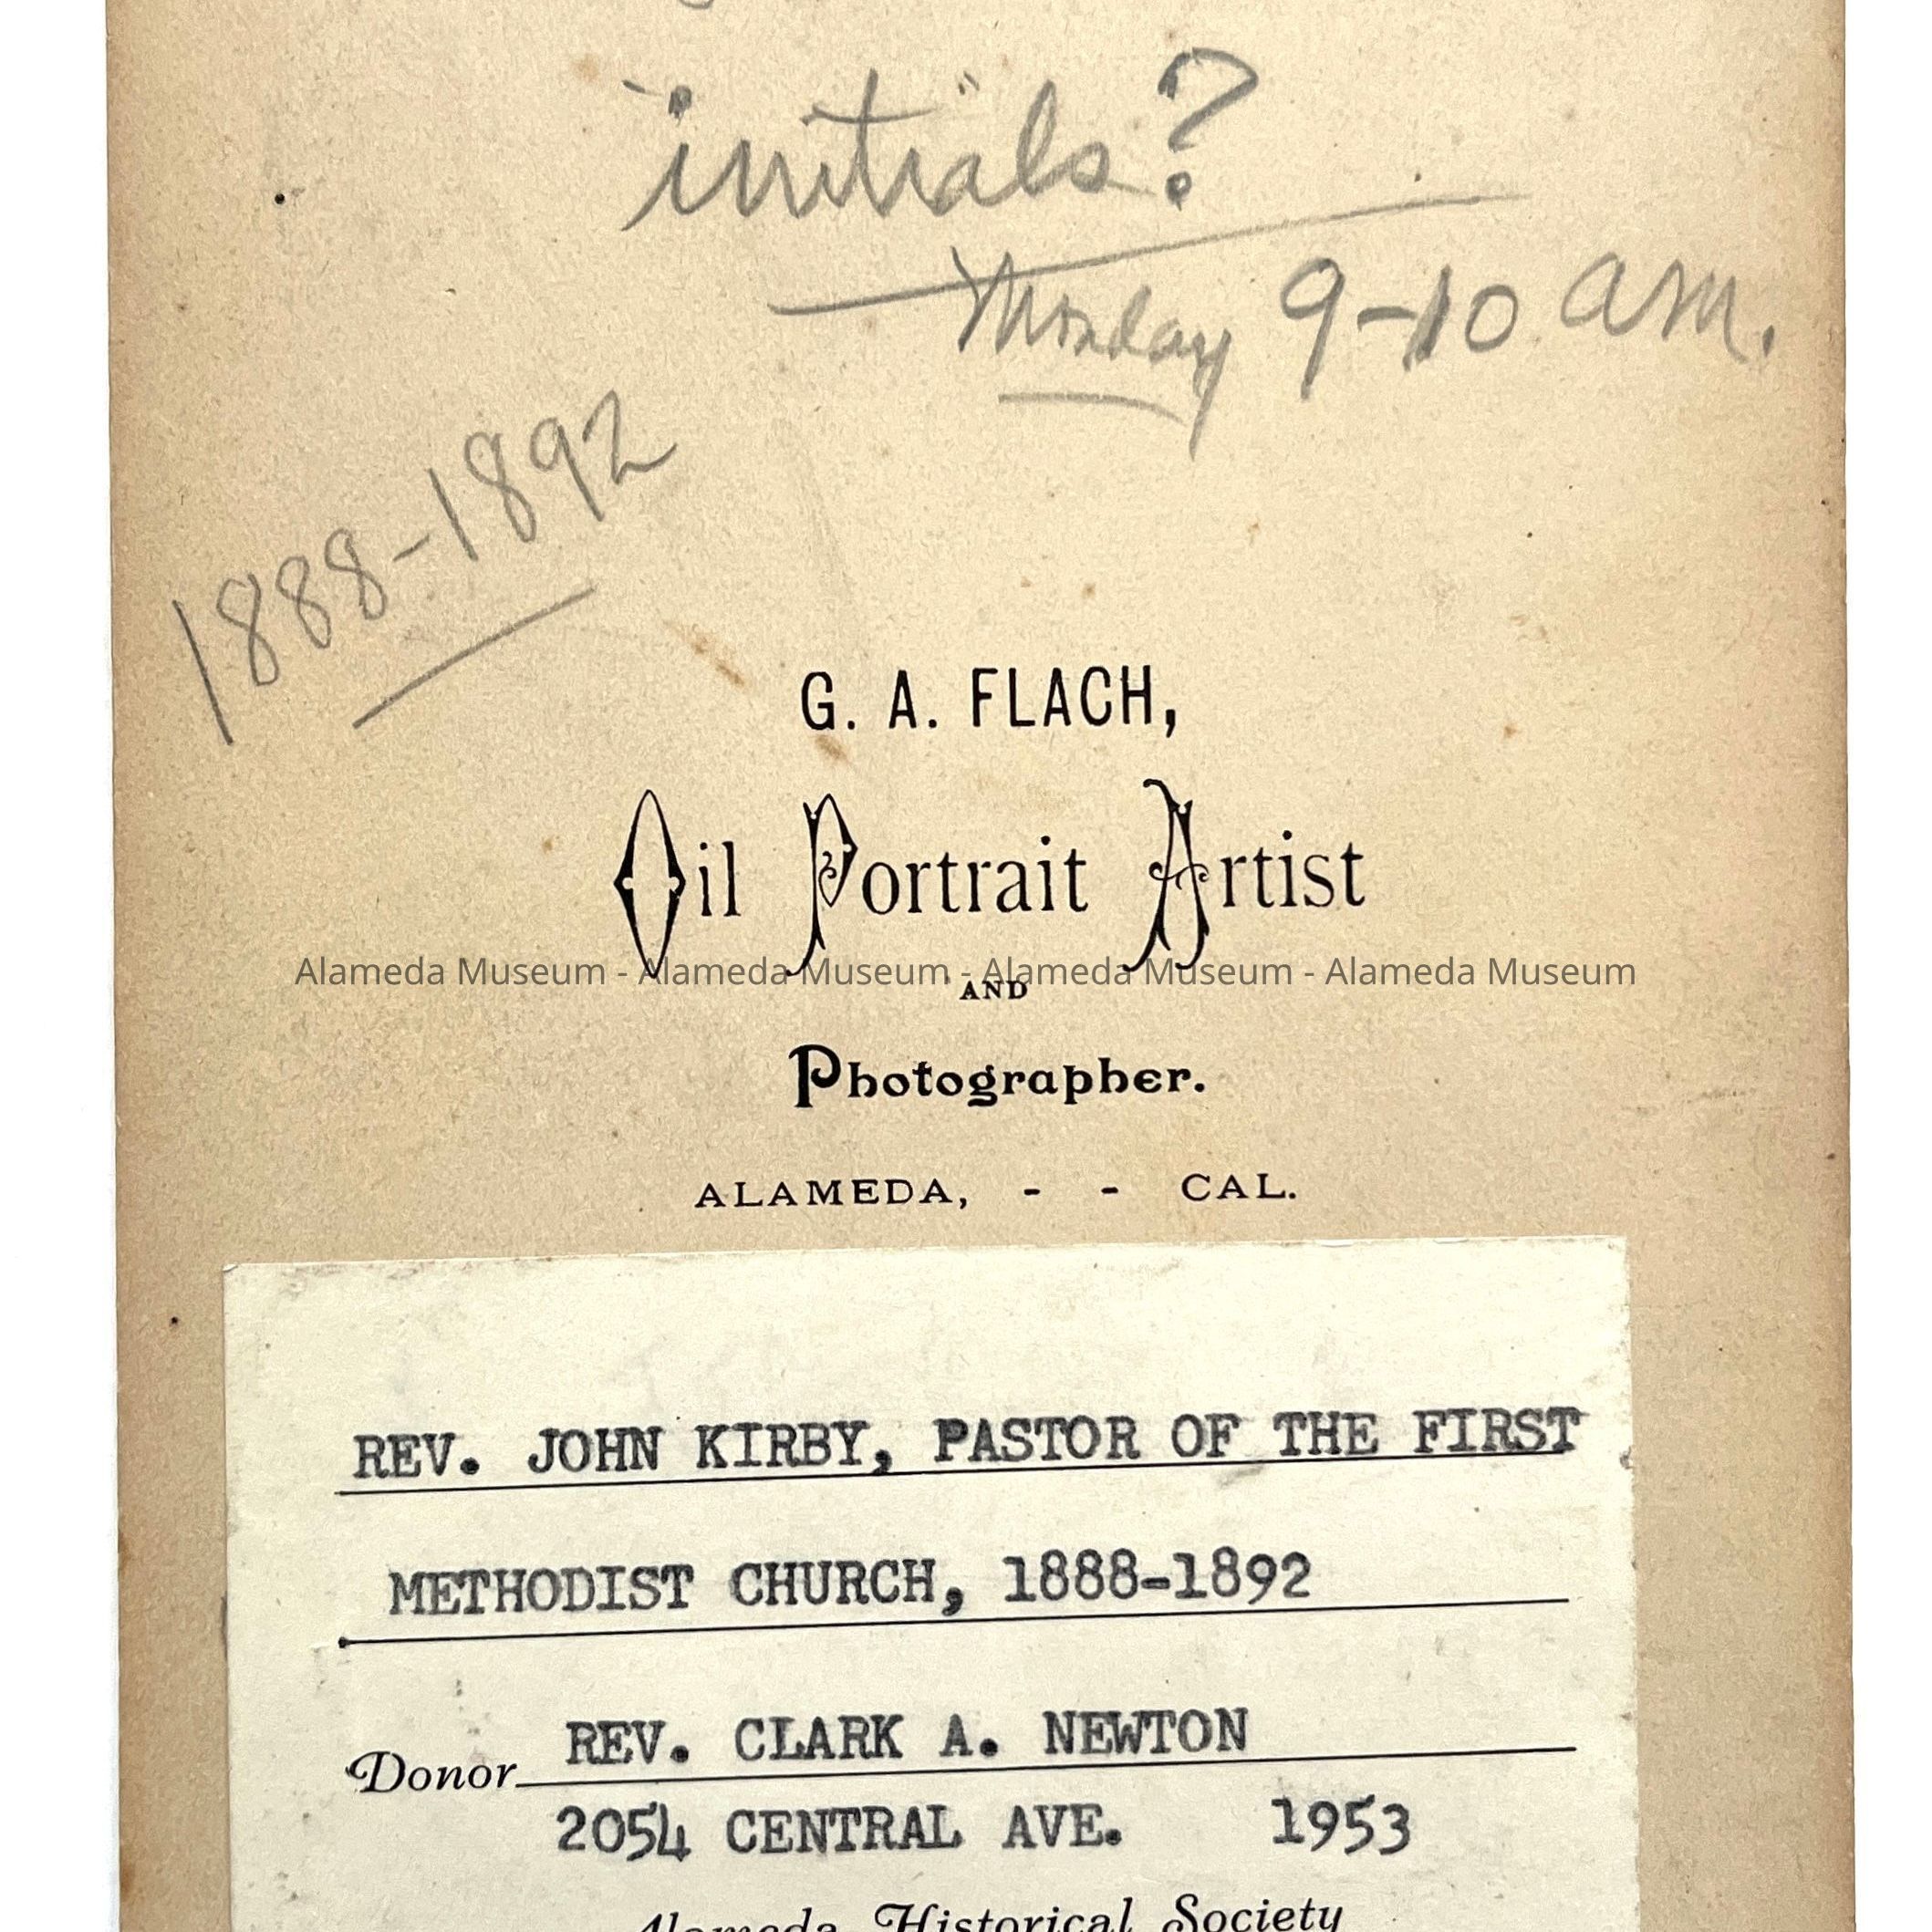 "initials"?
Monday 9-10 am.
1888-1892
G. A. FLACH,
Oil Portrait Artist
Alameda Museum - Alameda Museum - Alameda Museum - Alameda Museum
AND
Photographer.
ALAMEDA, - - CAL.
REV. JOHN KIRBY, PASTOR OF THE FIRST
METHODIST CHURCH, 1888-1892
Donor REV. CLARK A. NEWTON
2054 CENTRAL AVE. 1953
Alameda Historical Society